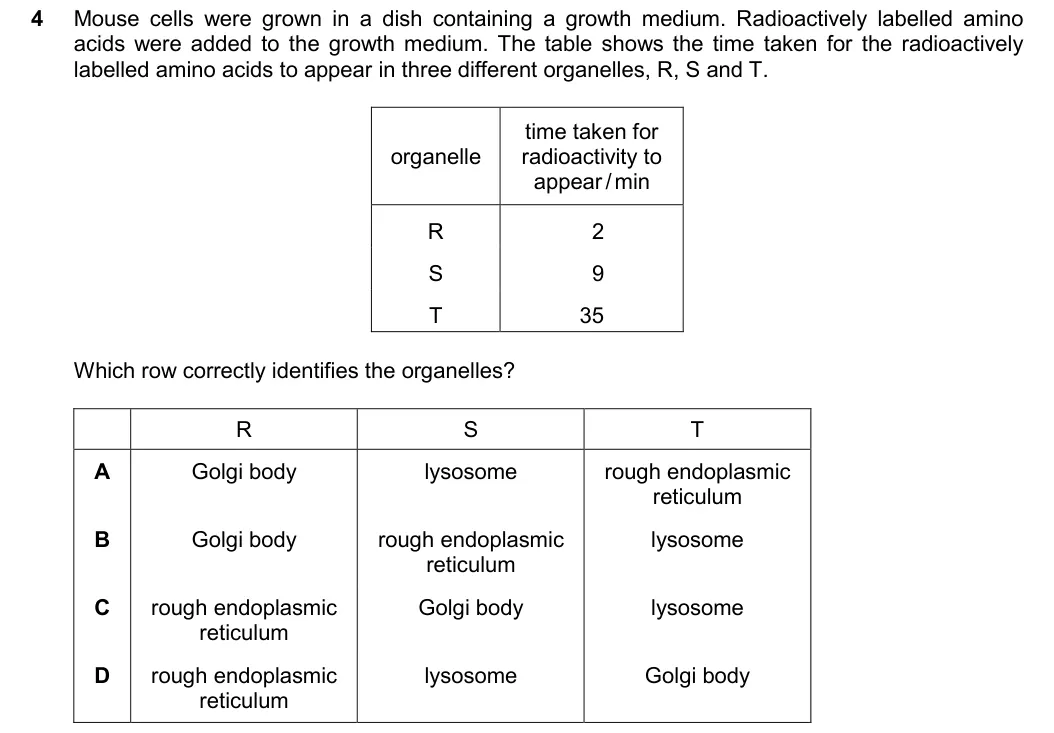 4 Mouse cells were grown in a dish containing a growth medium. Radioactively labelled amino
acids were added to the growth medium. The table shows the time taken for the radioactively
labelled amino acids to appear in three different organelles, R, S and T.
organelle time taken for
radioactivity to
appear / min
R 2
S 9
T 35
Which row correctly identifies the organelles?
R S T
A Golgi body lysosome rough endoplasmic
reticulum
B Golgi body rough endoplasmic lysosome
reticulum
C rough endoplasmic Golgi body lysosome
reticulum
D rough endoplasmic lysosome Golgi body
reticulum